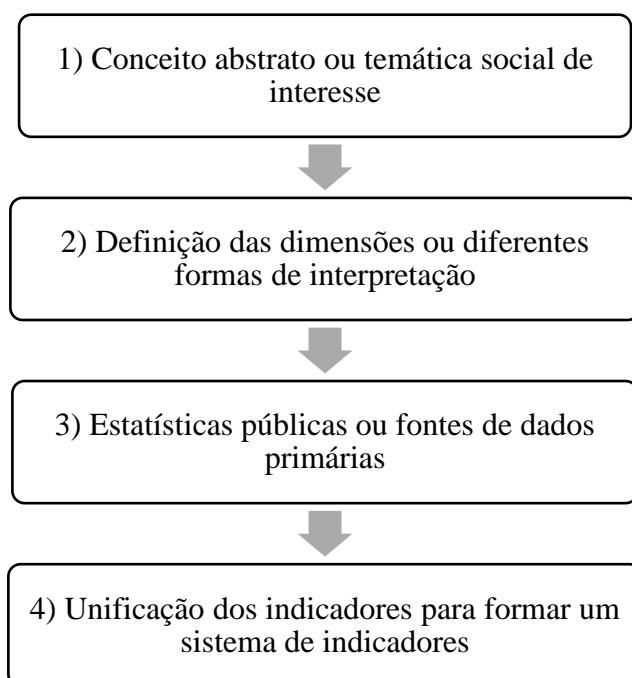 1) Conceito abstrato ou temática social de
interesse
2) Definição das dimensões ou diferentes
formas de interpretação
3) Estatísticas públicas ou fontes de dados
primárias
4) Unificação dos indicadores para formar um
sistema de indicadores